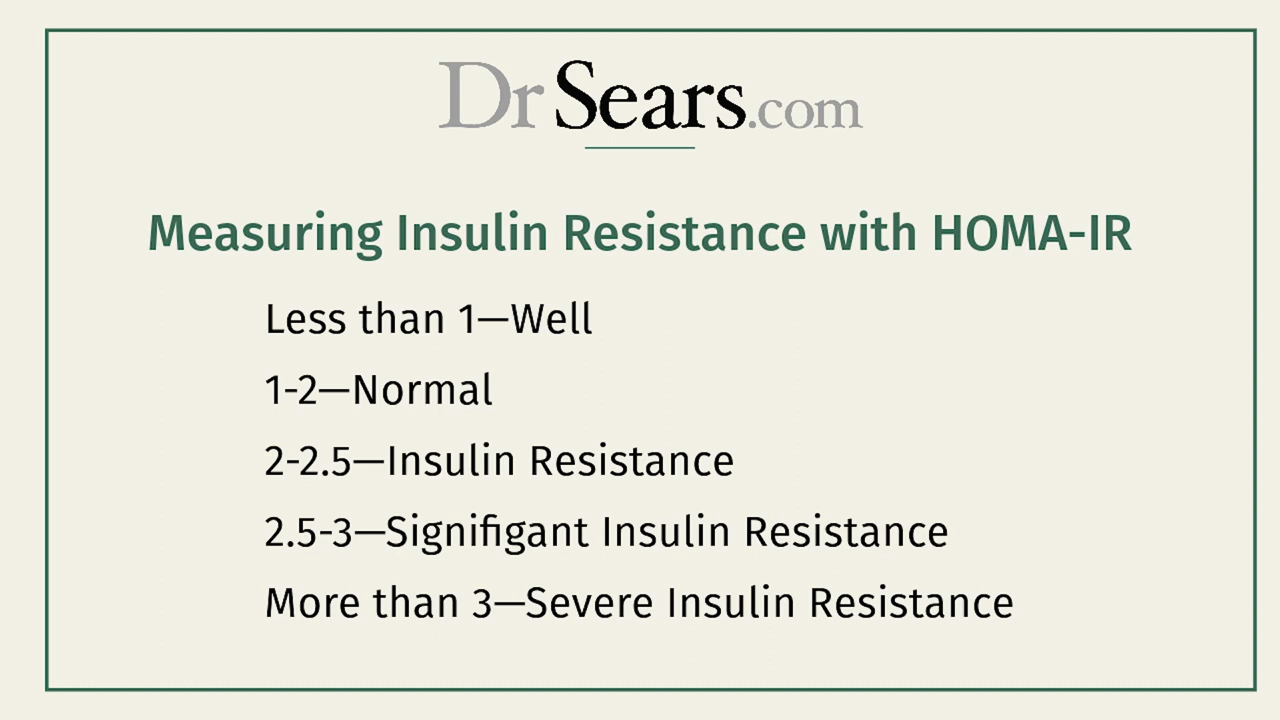 DrSears.com
Measuring Insulin Resistance with HOMA-IR
Less than 1—Well
1-2—Normal
2-2.5—Insulin Resistance
2.5-3—Signifigant Insulin Resistance
More than 3—Severe Insulin Resistance